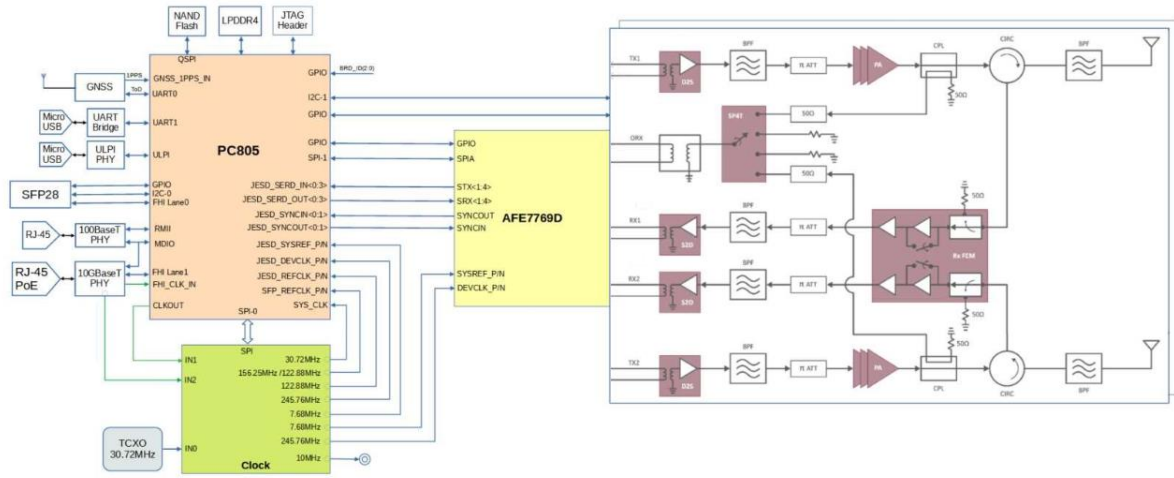 NAND
Flash
LPDDR4
JTAG
Header
QSPI
GNSS
1PPS
TxD
GNSS_1PPS_IN
UART0
Micro
USB
UART
Bridge
UART1
Micro
USB
ULPI
PHY
ULPI
SFP28
GPIO
I2C-0
FHI Lane0
RJ-45
100BaseT
PHY
RMII
MDIO
RJ-45
PoE
10GBaseT
PHY
FHI Lane1
FHI_CLK_IN
CLKOUT
PC805
GPIO
BRD_ID(2:0)
I2C-1
GPIO
GPIO
SPI-1
JESD_SERD_IN<0:3>
JESD_SERD_OUT<0:3>
JESD_SYNCIN<0:1>
JESD_SYNCOUT<0:1>
JESD_SYSREF_P/N
JESD_DEVCLK_P/N
JESD_REFCLK_P/N
SFP_REFCLK_P/N
SYS_CLK
SPI-0
SPI
IN1
IN2
IN0
30.72MHz
156.25MHz /122.88MHz
122.88MHz
245.76MHz
7.68MHz
7.68MHz
245.76MHz
10MHz
Clock
TCXO
30.72MHz
GPIO
SPIA
STX<1:4>
SRX<1:4>
SYNCOUT
SYNCIN
AFE7769D
SYSREF_P/N
DEVCLK_P/N
TX1
D2S
BPF
π ATT
PA
CPL
50Ω
CIRC
BPF
ORX
SP4T
50Ω
50Ω
RX1
S2D
BPF
π ATT
50Ω
Rx FEM
RX2
S2D
BPF
π ATT
50Ω
TX2
D2S
BPF
π ATT
PA
50Ω
CPL
CIRC
BPF